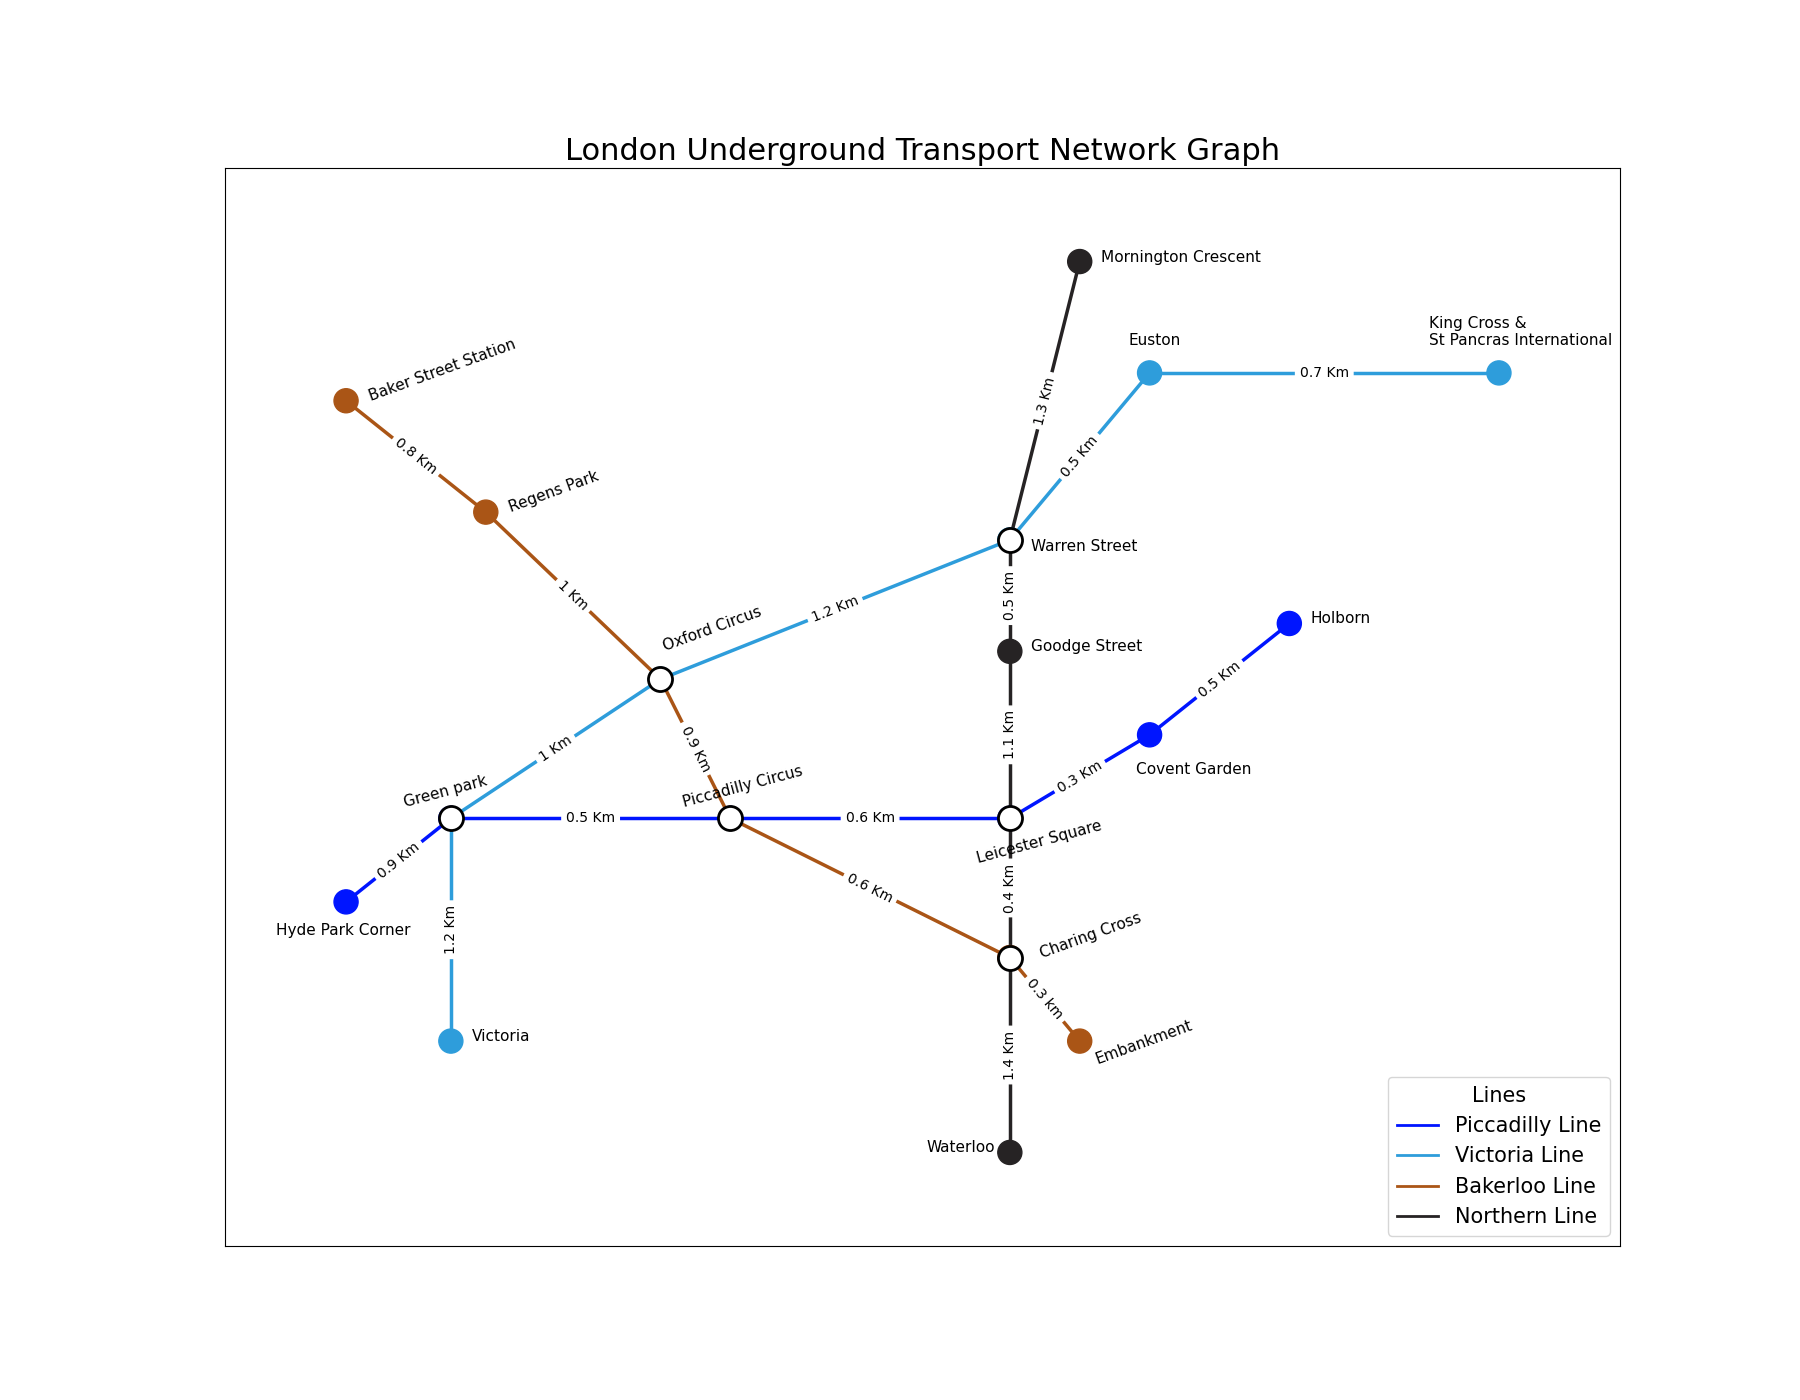 London Underground Transport Network Graph
Mornington Crescent
King Cross &
St Pancras International
Euston
0.7 Km
Baker Street Station
1.3 Km
0.8 Km
0.5 Km
Regens Park
Warren Street
1 Km
1.2 Km
0.5 Km
Oxford Circus
Holborn
Goodge Street
0.5 Km
1 Km
0.9 Km
1.1 Km
Covent Garden
0.3 Km
Green park
Piccadilly Circus
0.5 Km
0.6 Km
Leicester Square
0.9 Km
0.6 Km
0.4 Km
Hyde Park Corner
1.2 Km
Charing Cross
0.3 km
Victoria
Embankment
1.4 Km
Waterloo
Lines
Piccadilly Line
Victoria Line
Bakerloo Line
Northern Line